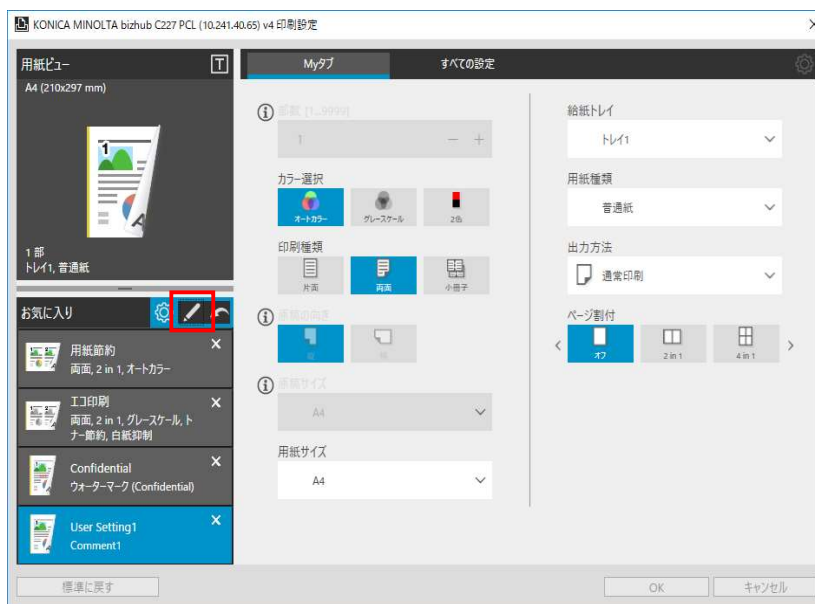 KONICA MINOLTA bizhub C227 PCL (10.241.40.65) v4 印刷設定
用紙ビュー
T
A4 (210x297 mm)
1
1 部
トレイ1, 普通紙
お気に入り
用紙節約
両面, 2 in 1, オートカラー
エコ印刷
両面, 2 in 1, グレースケール, ト
ナー節約, 白紙抑制
Confidential
ウォーターマーク (Confidential)
User Setting1
Comment1
Myタブ
すべての設定
部数 [1..9999]
1
カラー選択
オートカラー
グレースケール
2色
印刷種類
片面
両面
小冊子
原稿の向き
縦
横
原稿サイズ
A4
用紙サイズ
A4
給紙トレイ
トレイ1
用紙種類
普通紙
出力方法
通常印刷
ページ割付
オフ
2 in 1
4 in 1
標準に戻す
OK
キャンセル